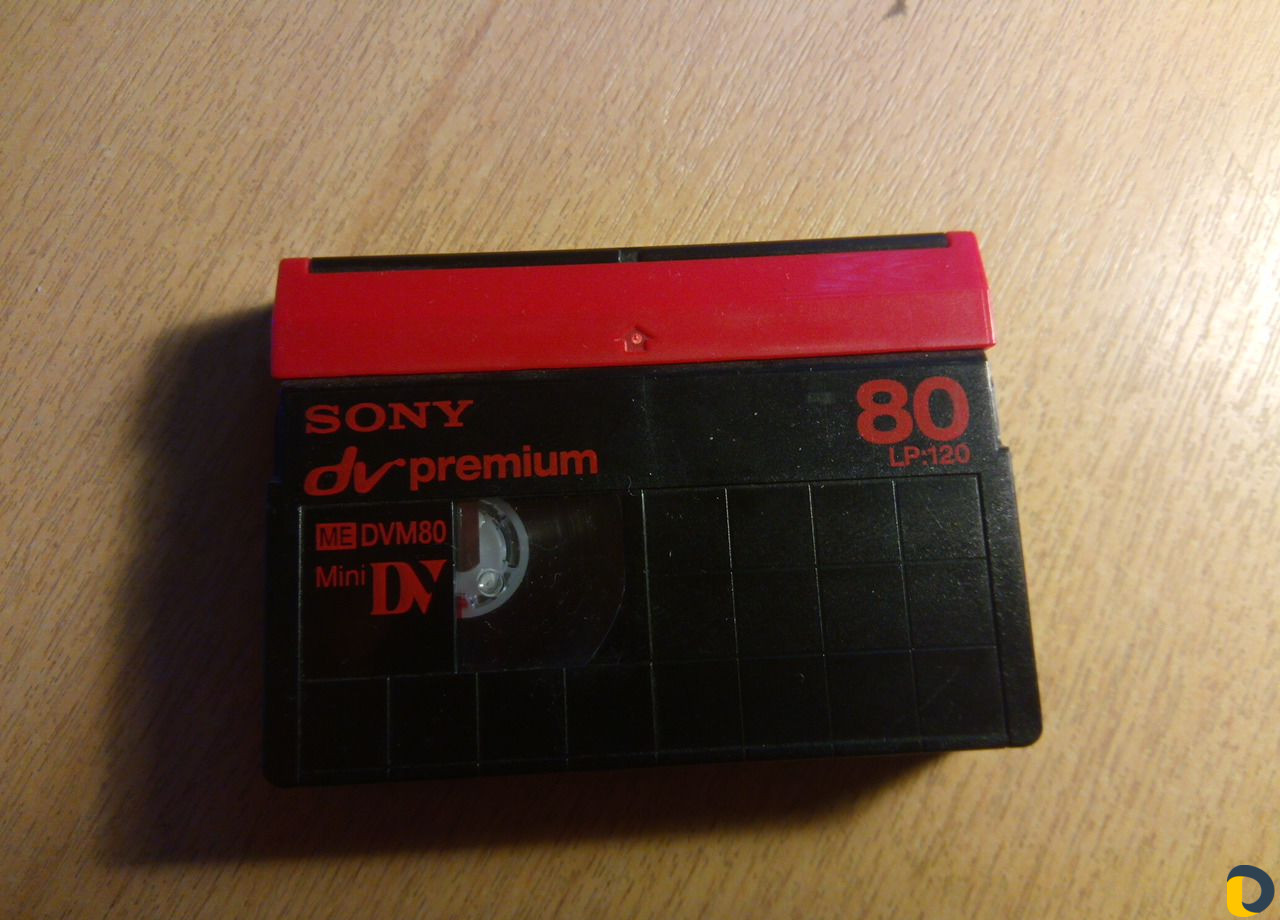 SONY
80
dv premium
LP:120
ME DVM80
Mini DV